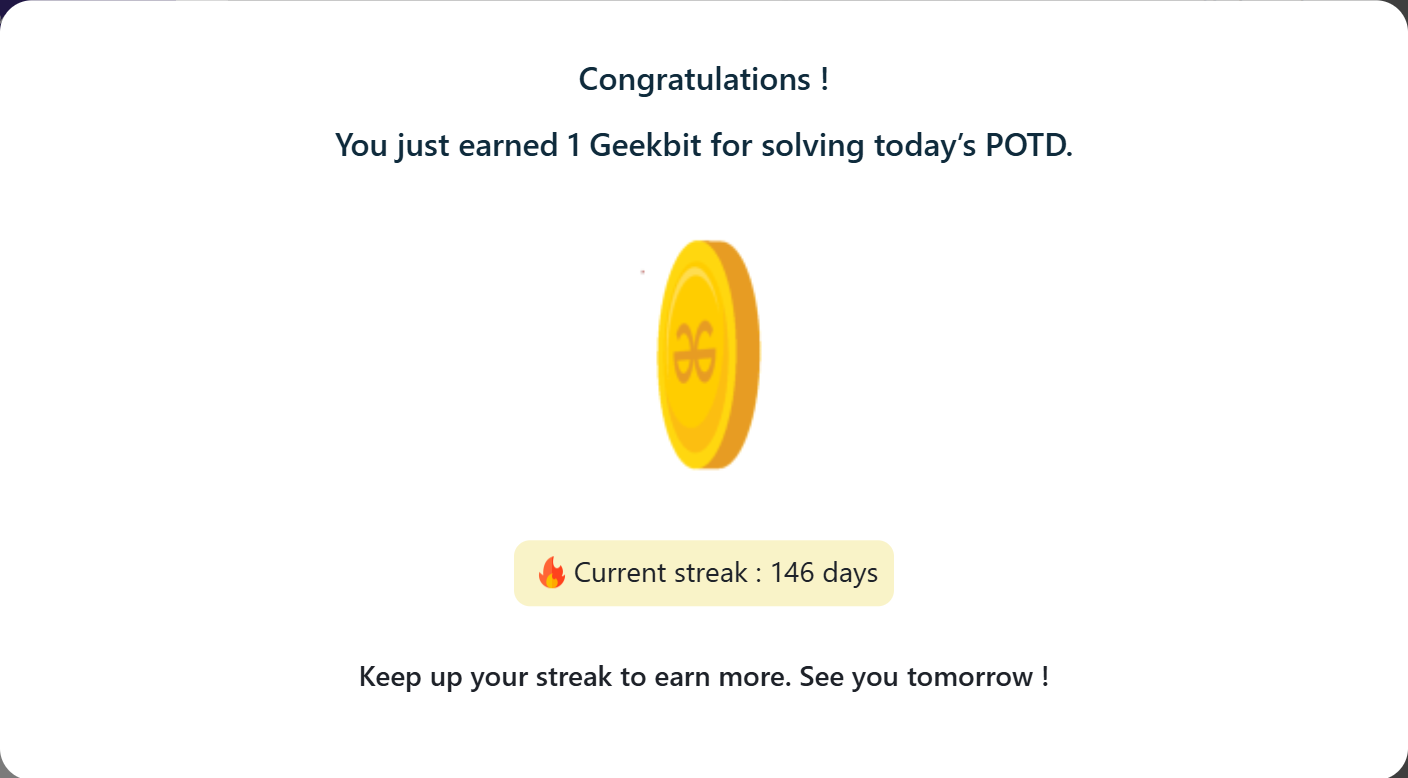 Congratulations !
You just earned 1 Geekbit for solving today’s POTD.
🔥 Current streak : 146 days
Keep up your streak to earn more. See you tomorrow !